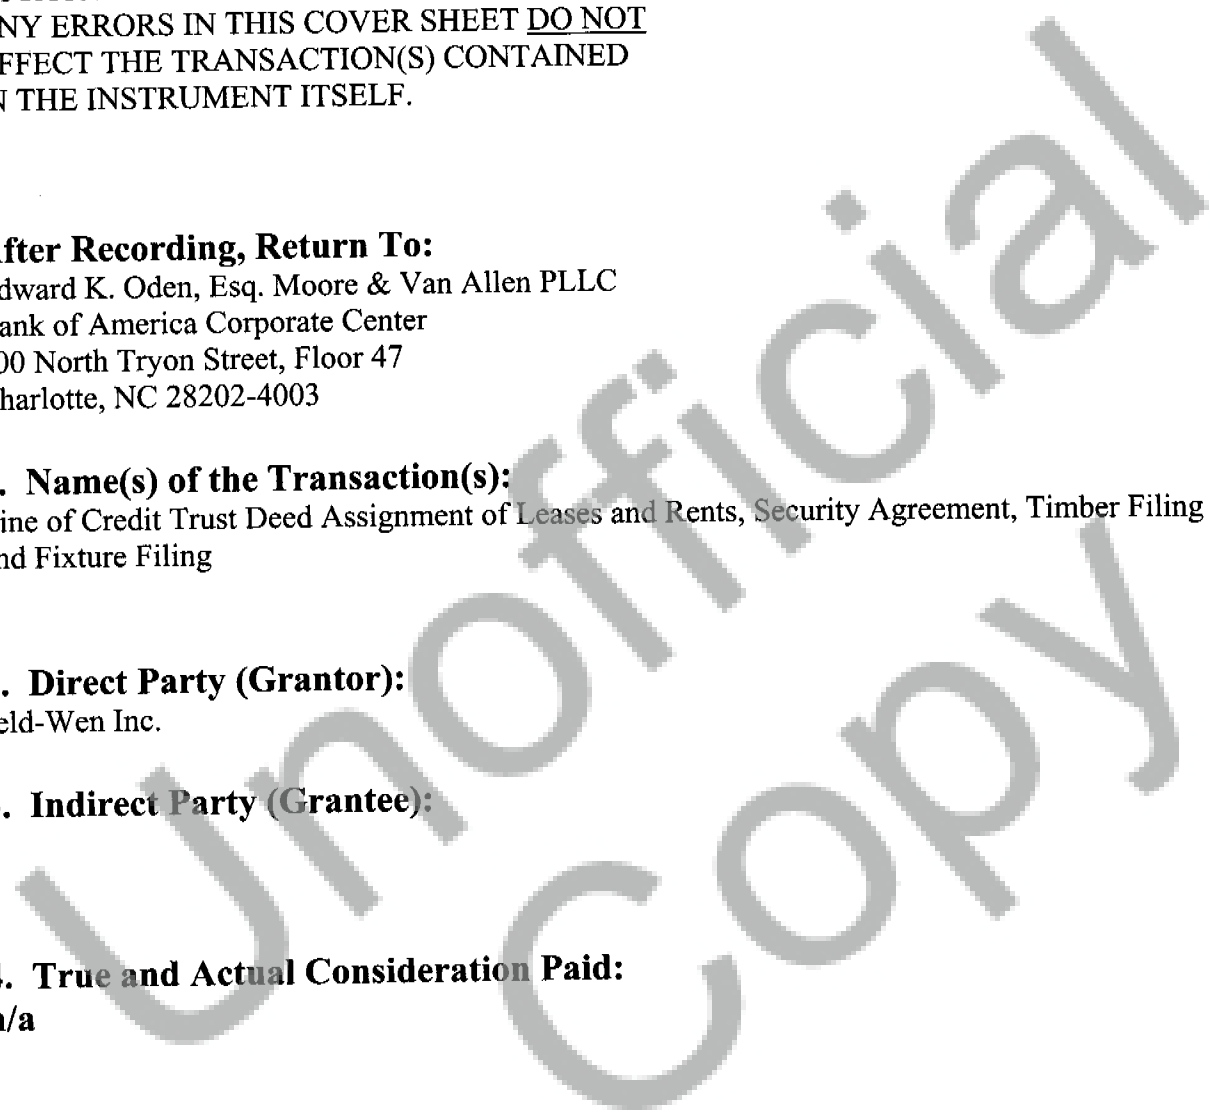 NY ERRORS IN THIS COVER SHEET DO NOT
FFECT THE TRANSACTION(S) CONTAINED
N THE INSTRUMENT ITSELF.
fter Recording, Return To:
dward K. Oden, Esq. Moore & Van Allen PLLC
ank of America Corporate Center
00 North Tryon Street, Floor 47
harlotte, NC 28202-4003
. Name(s) of the Transaction(s):
ine of Credit Trust Deed Assignment of Leases and Rents, Security Agreement, Timber Filing
nd Fixture Filing
. Direct Party (Grantor):
eld-Wen Inc.
. Indirect Party (Grantee):
. True and Actual Consideration Paid:
n/a
Unofficial
Copy